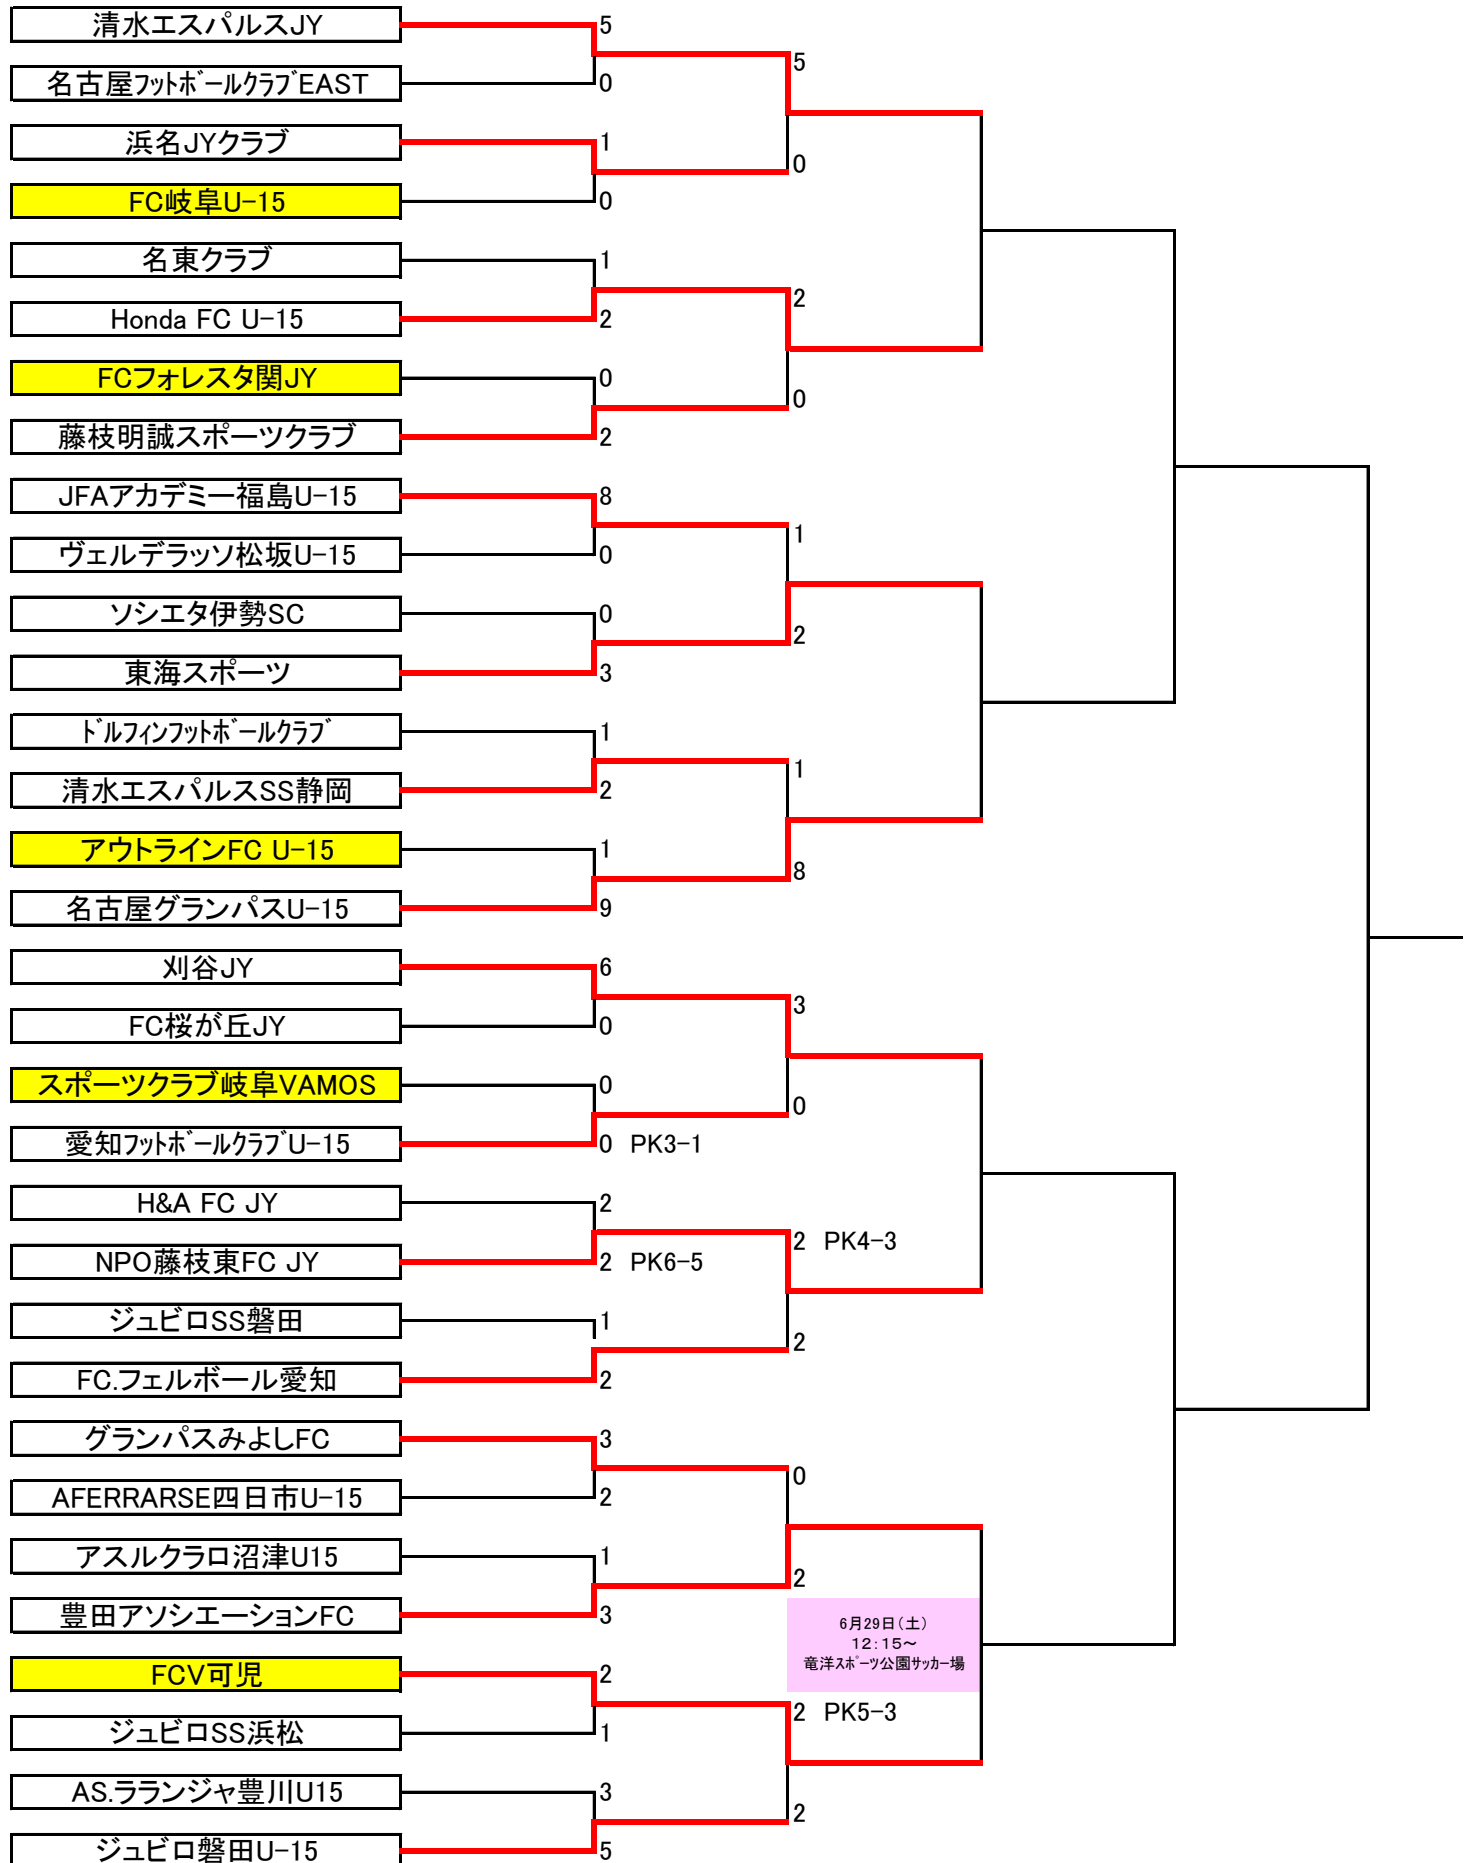 清水エスパルスJY
5
5
名古屋ﾌｯﾄﾎﾞｰﾙｸﾗﾌﾞEAST
0
浜名JYクラブ
1
0
FC岐阜U-15
0
名東クラブ
1
2
Honda FC U-15
2
FCフォレスタ関JY
0
0
藤枝明誠スポーツクラブ
2
JFAアカデミー福島U-15
8
1
ヴェルデラッソ松坂U-15
0
ソシエタ伊勢SC
0
2
東海スポーツ
3
ﾄﾞﾙﾌｨﾝﾌｯﾄﾎﾞｰﾙｸﾗﾌﾞ
1
1
清水エスパルスSS静岡
2
アウトラインFC U-15
1
8
名古屋グランパスU-15
9
刈谷JY
6
3
FC桜が丘JY
0
スポーツクラブ岐阜VAMOS
0
0
愛知ﾌｯﾄﾎﾞｰﾙｸﾗﾌﾞU-15
0 PK3-1
H&A FC JY
2
2 PK4-3
NPO藤枝東FC JY
2 PK6-5
ジュビロSS磐田
1
2
FC.フェルボール愛知
2
グランパスみよしFC
3
0
AFERRARSE四日市U-15
2
アスルクラロ沼津U15
1
2
豊田アソシエーションFC
3
6月29日（土）
12：15～
竜洋ｽﾎﾟｰﾂ公園ｻｯｶｰ場
FCV可児
2
2 PK5-3
ジュビロSS浜松
1
AS.ラランジャ豊川U15
3
2
ジュビロ磐田U-15
5